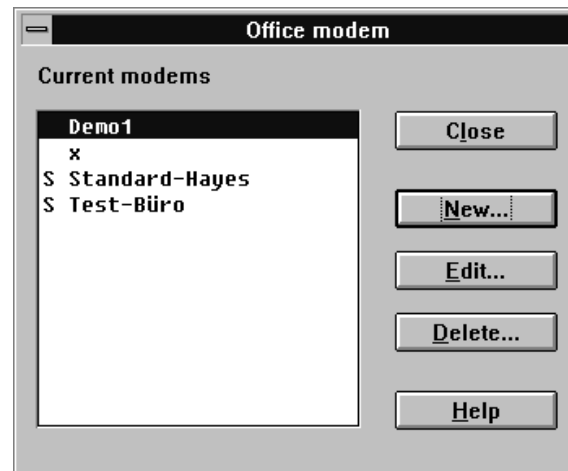 Office modem
Current modems
Demo1
x
S Standard-Hayes
S Test-Büro
Close
New...
Edit...
Delete...
Help